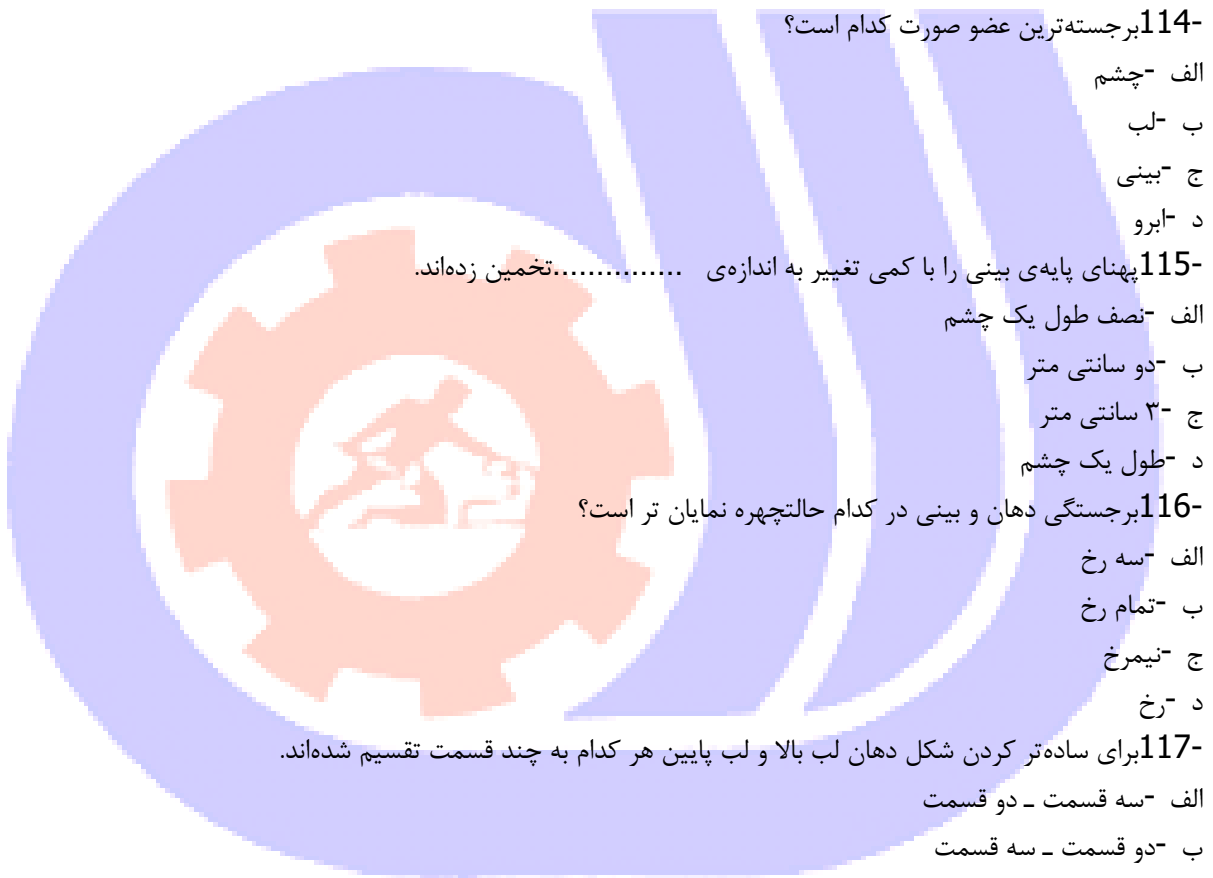 114-برجسته‌ترین عضو صورت کدام است؟
الف -چشم
ب -لب
ج -بینی
د -ابرو
115-پهنای پایه‌ی بینی را با کمی تغییر به اندازه‌ی ...............تخمین زده‌اند.
الف -نصف طول یک چشم
ب -دو سانتی متر
ج -۳ سانتی متر
د -طول یک چشم
116-برجستگی دهان و بینی در کدام حالتچهره نمایان تر است؟
الف -سه رخ
ب -تمام رخ
ج -نیمرخ
د -رخ
117-برای ساده‌تر کردن شکل دهان لب بالا و لب پایین هر کدام به چند قسمت تقسیم شده‌اند.
الف -سه قسمت ـ دو قسمت
ب -دو قسمت ـ سه قسمت